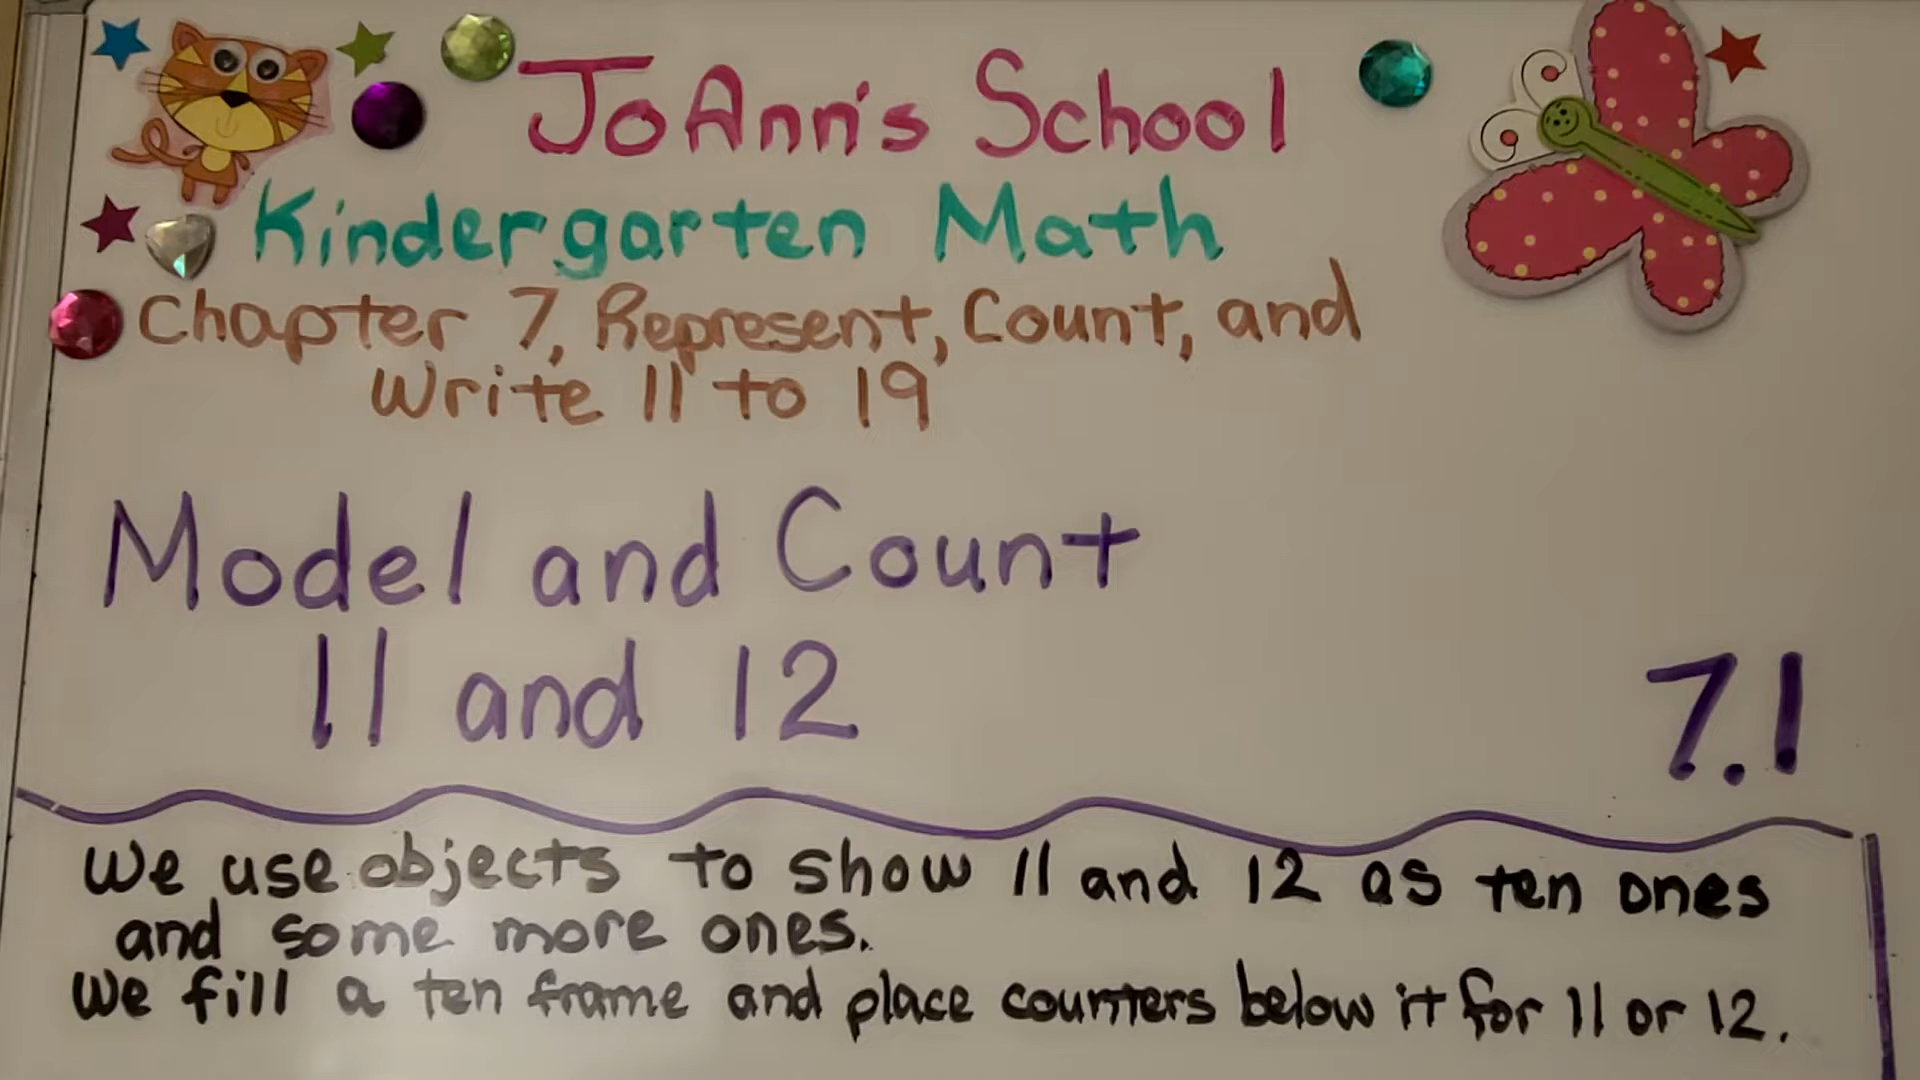 JoAnn's School
Kindergarten Math
Chapter 7, Represent, Count, and
Write 11 to 19
Model and Count
11 and 12
7.1
We use objects to show 11 and 12 as ten ones
and some more ones.
We fill a ten frame and place counters below it for 11 or 12.